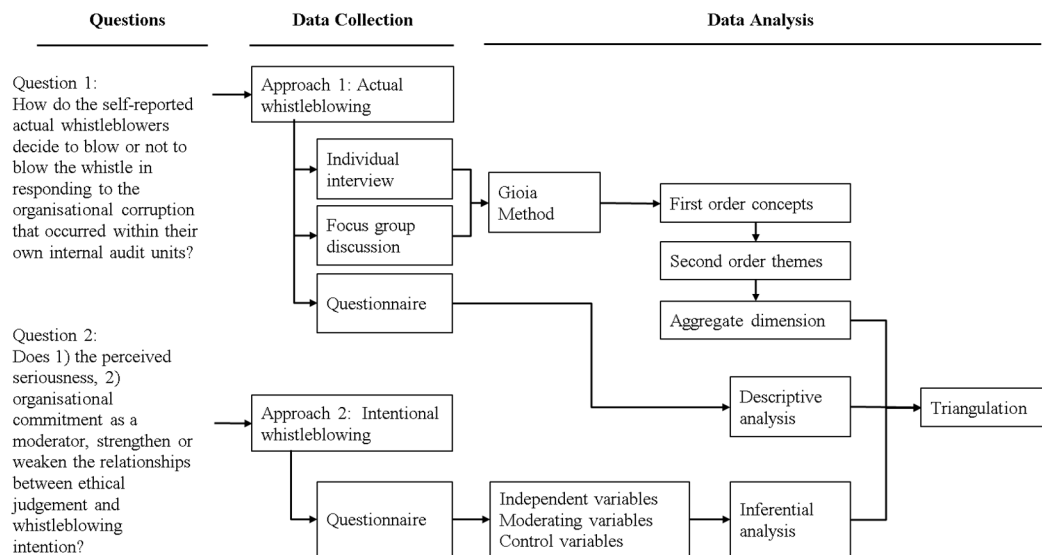 Questions
Data Collection
Data Analysis
Question 1:
How do the self-reported
actual whistleblowers
decide to blow or not to
blow the whistle in
responding to the
organisational corruption
that occurred within their
own internal audit units?
Approach 1: Actual
whistleblowing
Individual
interview
Focus group
discussion
Questionnaire
Gioia
Method
First order concepts
Second order themes
Aggregate dimension
Question 2:
Does 1) the perceived
seriousness, 2)
organisational
commitment as a
moderator, strengthen or
weaken the relationships
between ethical
judgement and
whistleblowing
intention?
Approach 2: Intentional
whistleblowing
Questionnaire
Independent variables
Moderating variables
Control variables
Descriptive
analysis
Inferential
analysis
Triangulation